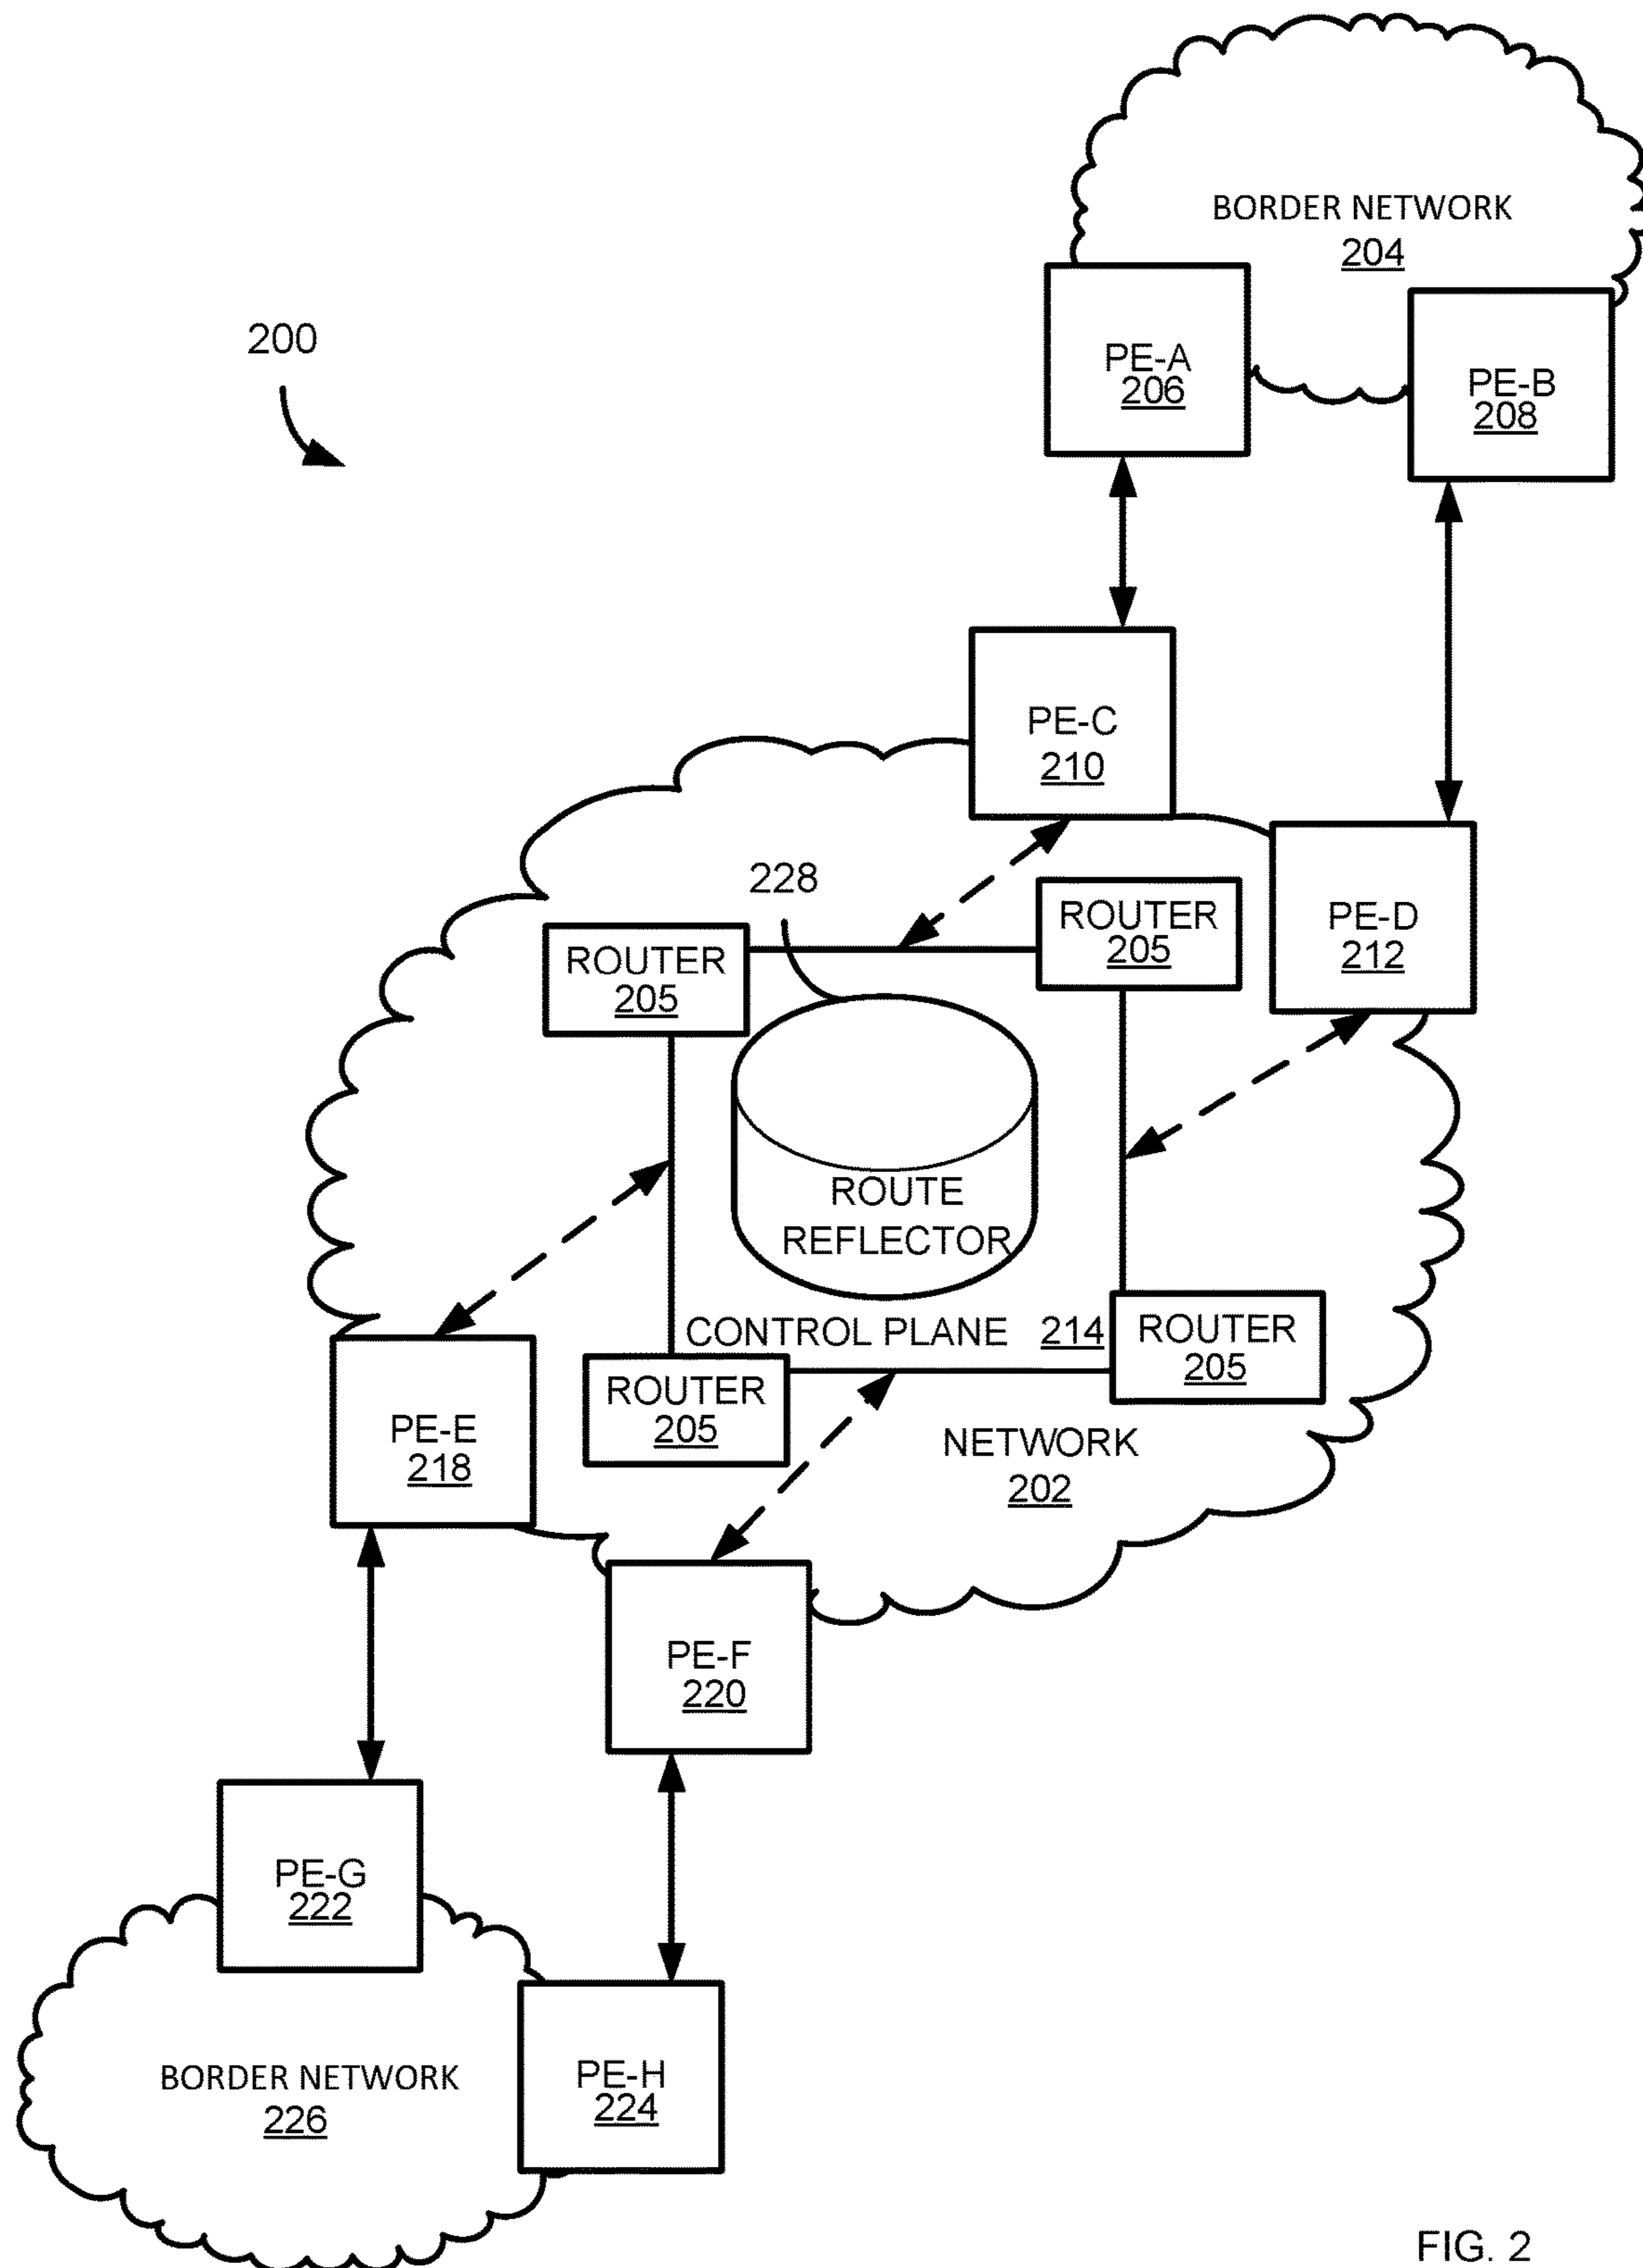 BORDER NETWORK
204
200
PE-A
206
PE-B
208
PE-C
210
228
ROUTER
205
PE-D
212
ROUTER
205
ROUTE
REFLECTOR
CONTROL PLANE 214
ROUTER
205
ROUTER
205
PE-E
218
NETWORK
202
PE-F
220
PE-G
222
PE-H
224
BORDER NETWORK
226
FIG. 2